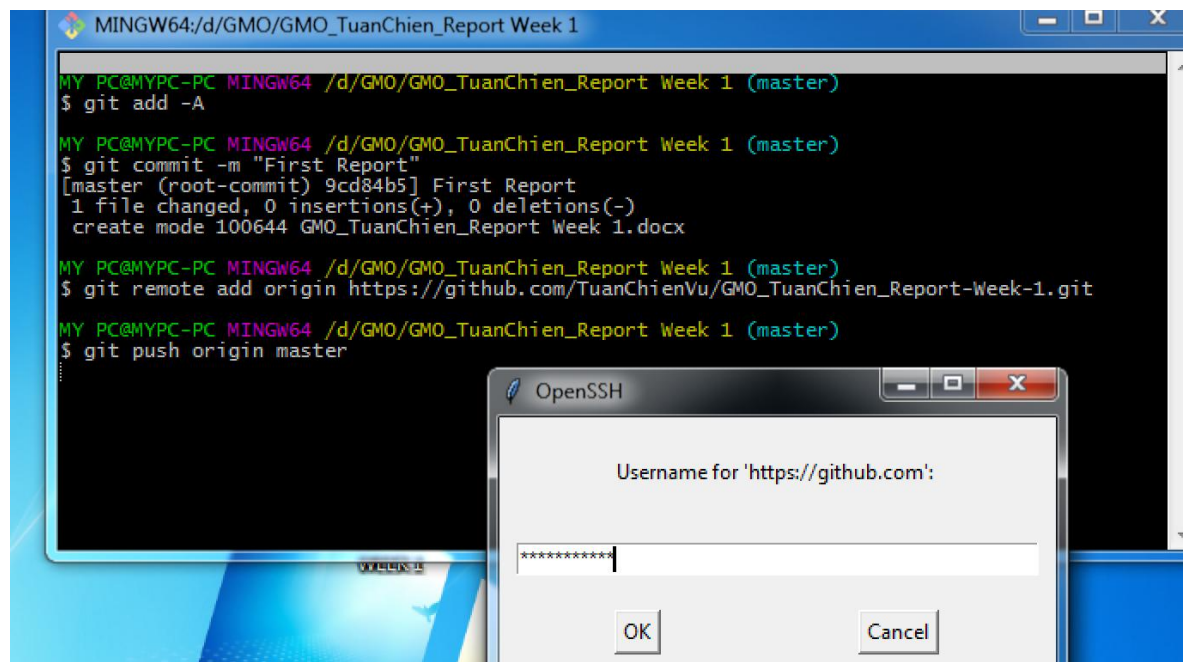 MINGW64:/d/GMO/GMO_TuanChien_Report Week 1
MY PC@MYPC-PC MINGW64 /d/GMO/GMO_TuanChien_Report Week 1 (master)
$ git add -A
MY PC@MYPC-PC MINGW64 /d/GMO/GMO_TuanChien_Report Week 1 (master)
$ git commit -m "First Report"
[master (root-commit) 9cd84b5] First Report
1 file changed, 0 insertions(+), 0 deletions(-)
create mode 100644 GMO_TuanChien_Report Week 1.docx
MY PC@MYPC-PC MINGW64 /d/GMO/GMO_TuanChien_Report Week 1 (master)
$ git remote add origin https://github.com/TuanChienVu/GMO_TuanChien_Report-Week-1.git
MY PC@MYPC-PC MINGW64 /d/GMO/GMO_TuanChien_Report Week 1 (master)
$ git push origin master
OpenSSH
Username for 'https://github.com':
***********
WEEK 1
OK Cancel